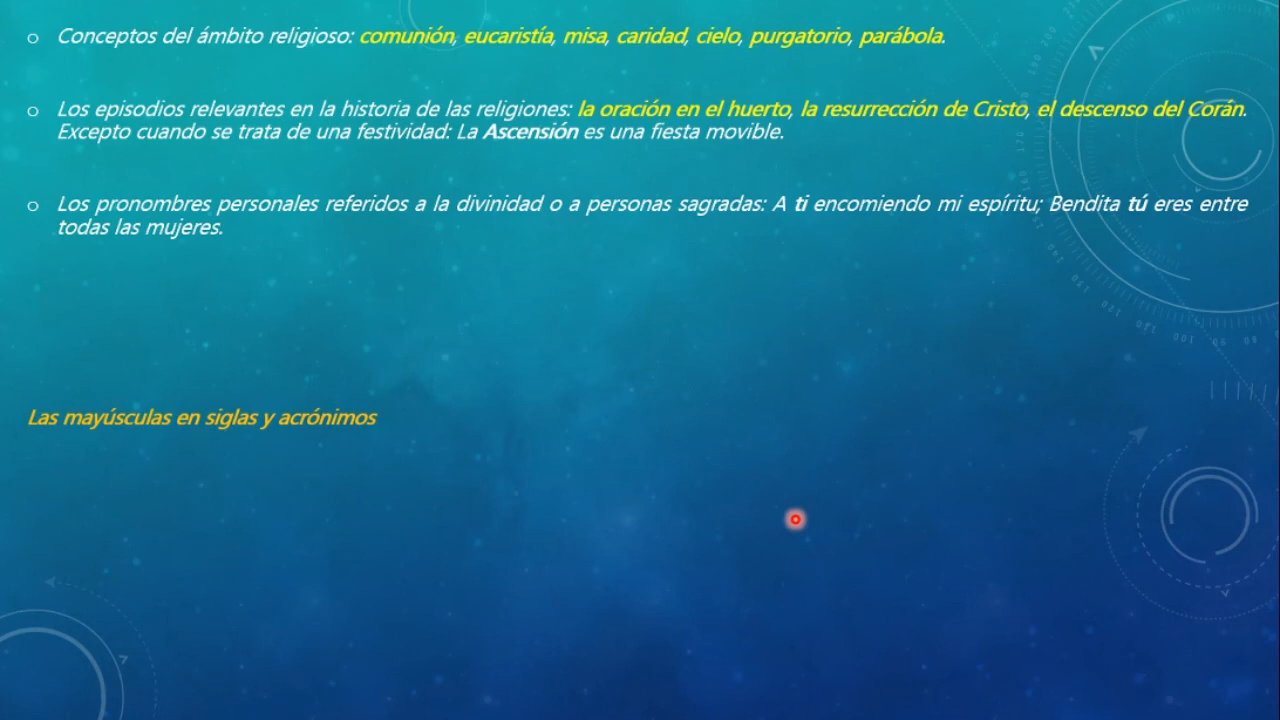 o Conceptos del ámbito religioso: comunión, eucaristía, misa, caridad, cielo, purgatorio, parábola.
o Los episodios relevantes en la historia de las religiones: la oración en el huerto, la resurrección de Cristo, el descenso del Corán.
Excepto cuando se trata de una festividad: La Ascensión es una fiesta movible.
o Los pronombres personales referidos a la divinidad o a personas sagradas: A ti encomiendo mi espíritu; Bendita tú eres entre
todas las mujeres.
Las mayúsculas en siglas y acrónimos